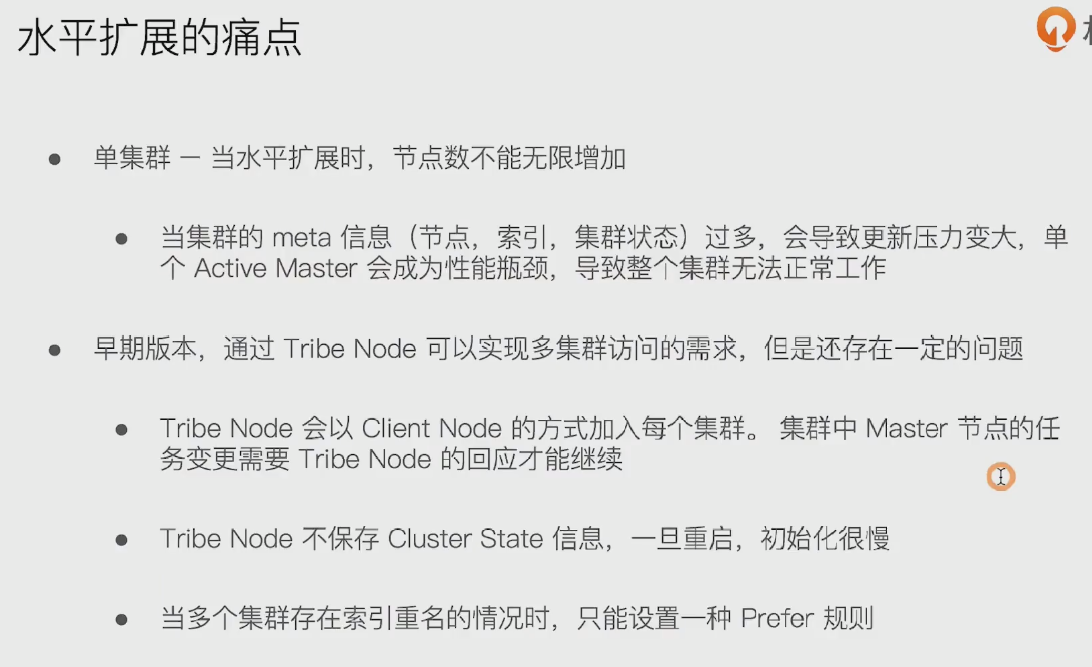 水平扩展的痛点
● 单集群 — 当水平扩展时，节点数不能无限增加
● 当集群的 meta 信息（节点，索引，集群状态）过多，会导致更新压力变大，单
个 Active Master 会成为性能瓶颈，导致整个集群无法正常工作
● 早期版本，通过 Tribe Node 可以实现多集群访问的需求，但是还存在一定的问题
● Tribe Node 会以 Client Node 的方式加入每个集群。 集群中 Master 节点的任
务变更需要 Tribe Node 的回应才能继续
● Tribe Node 不保存 Cluster State 信息，一旦重启，初始化很慢
● 当多个集群存在索引重名的情况时，只能设置一种 Prefer 规则